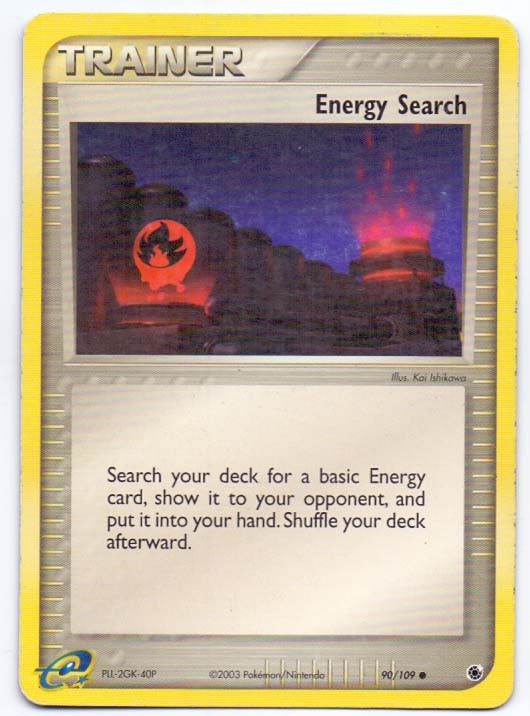 TRAINER
Energy Search
Illus. Kai Ishikawa
Search your deck for a basic Energy
card, show it to your opponent, and
put it into your hand. Shuffle your deck
afterward.
e
PLL-2GK-40P ©2003 Pokémon/Nintendo 90/109 ●